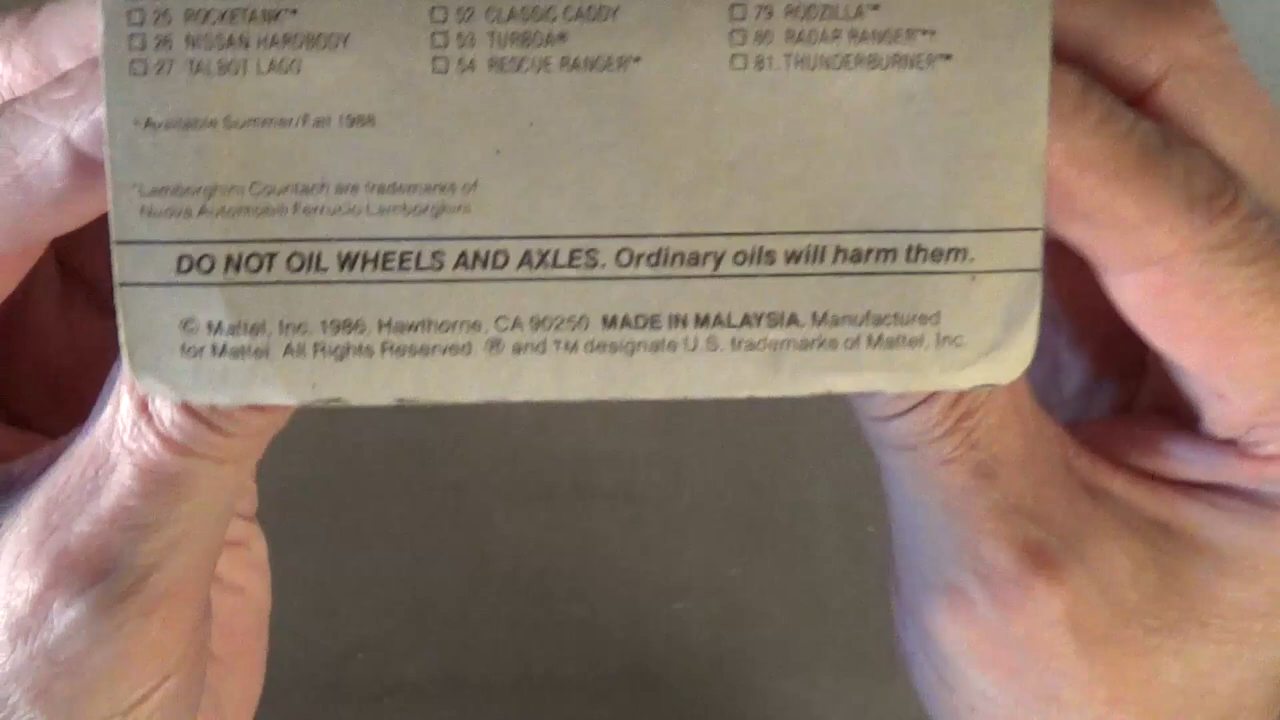 ☐ 25 ROCKETANK™* ☐ 52 CLASSIC CADDY ☐ 79 RODZILLA™*
☐ 26 NISSAN HARDBODY ☐ 53 TURBOA® ☐ 80 RADAR RANGER™*
☐ 27 TALBOT LAGO ☐ 54 RESCUE RANGER™* ☐ 81. THUNDERBURNER™*
*Available Summer/Fall 1988
*Lamborghini Countach are trademarks of
Nuova Automobili Ferrucio Lamborghini
DO NOT OIL WHEELS AND AXLES. Ordinary oils will harm them.
© Mattel, Inc. 1986, Hawthorne, CA 90250 MADE IN MALAYSIA. Manufactured
for Mattel. All Rights Reserved. ® and TM designate U.S. trademarks of Mattel, Inc.